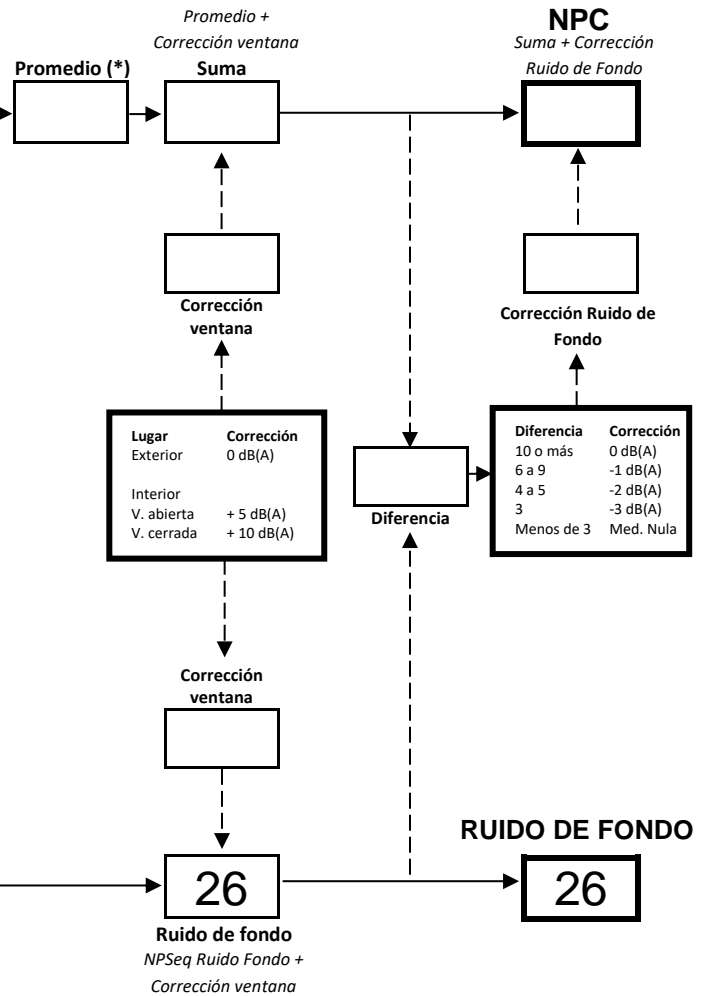 Promedio +
Corrección ventana
Promedio (*)
Suma
NPC
Suma + Corrección
Ruido de Fondo
Corrección
ventana
Corrección Ruido de
Fondo
Lugar Corrección
Exterior 0 dB(A)
Interior
V. abierta + 5 dB(A)
V. cerrada + 10 dB(A)
Diferencia
Diferencia Corrección
10 o más 0 dB(A)
6 a 9 -1 dB(A)
4 a 5 -2 dB(A)
3 -3 dB(A)
Menos de 3 Med. Nula
Corrección
ventana
26
Ruido de fondo
NPSeq Ruido Fondo +
Corrección ventana
RUIDO DE FONDO
26